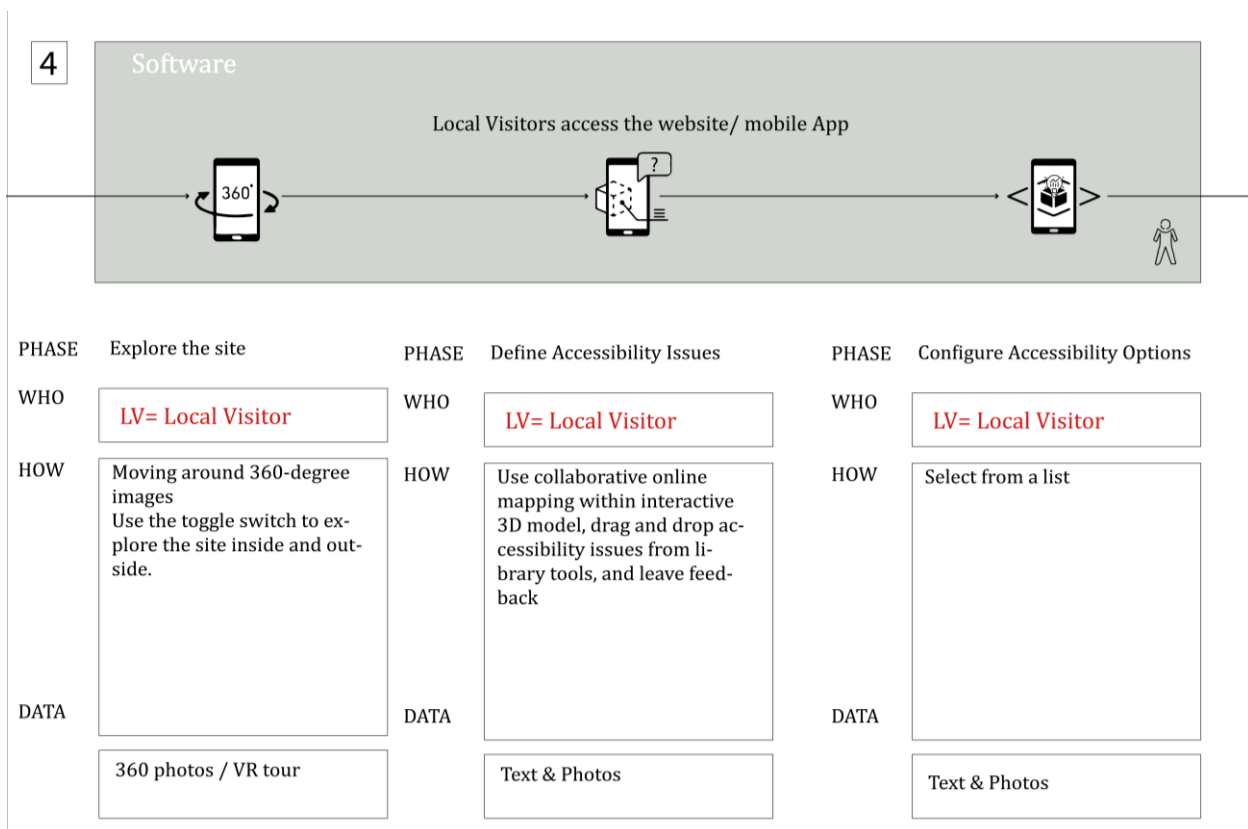 4
Software
Local Visitors access the website/ mobile App
360°
?
PHASE
Explore the site
WHO
LV= Local Visitor
HOW
Moving around 360-degree
images
Use the toggle switch to ex-
plore the site inside and out-
side.
DATA
360 photos / VR tour
PHASE
Define Accessibility Issues
WHO
LV= Local Visitor
HOW
Use collaborative online
mapping within interactive
3D model, drag and drop ac-
cessibility issues from li-
brary tools, and leave feed-
back
DATA
Text & Photos
PHASE
Configure Accessibility Options
WHO
LV= Local Visitor
HOW
Select from a list
DATA
Text & Photos